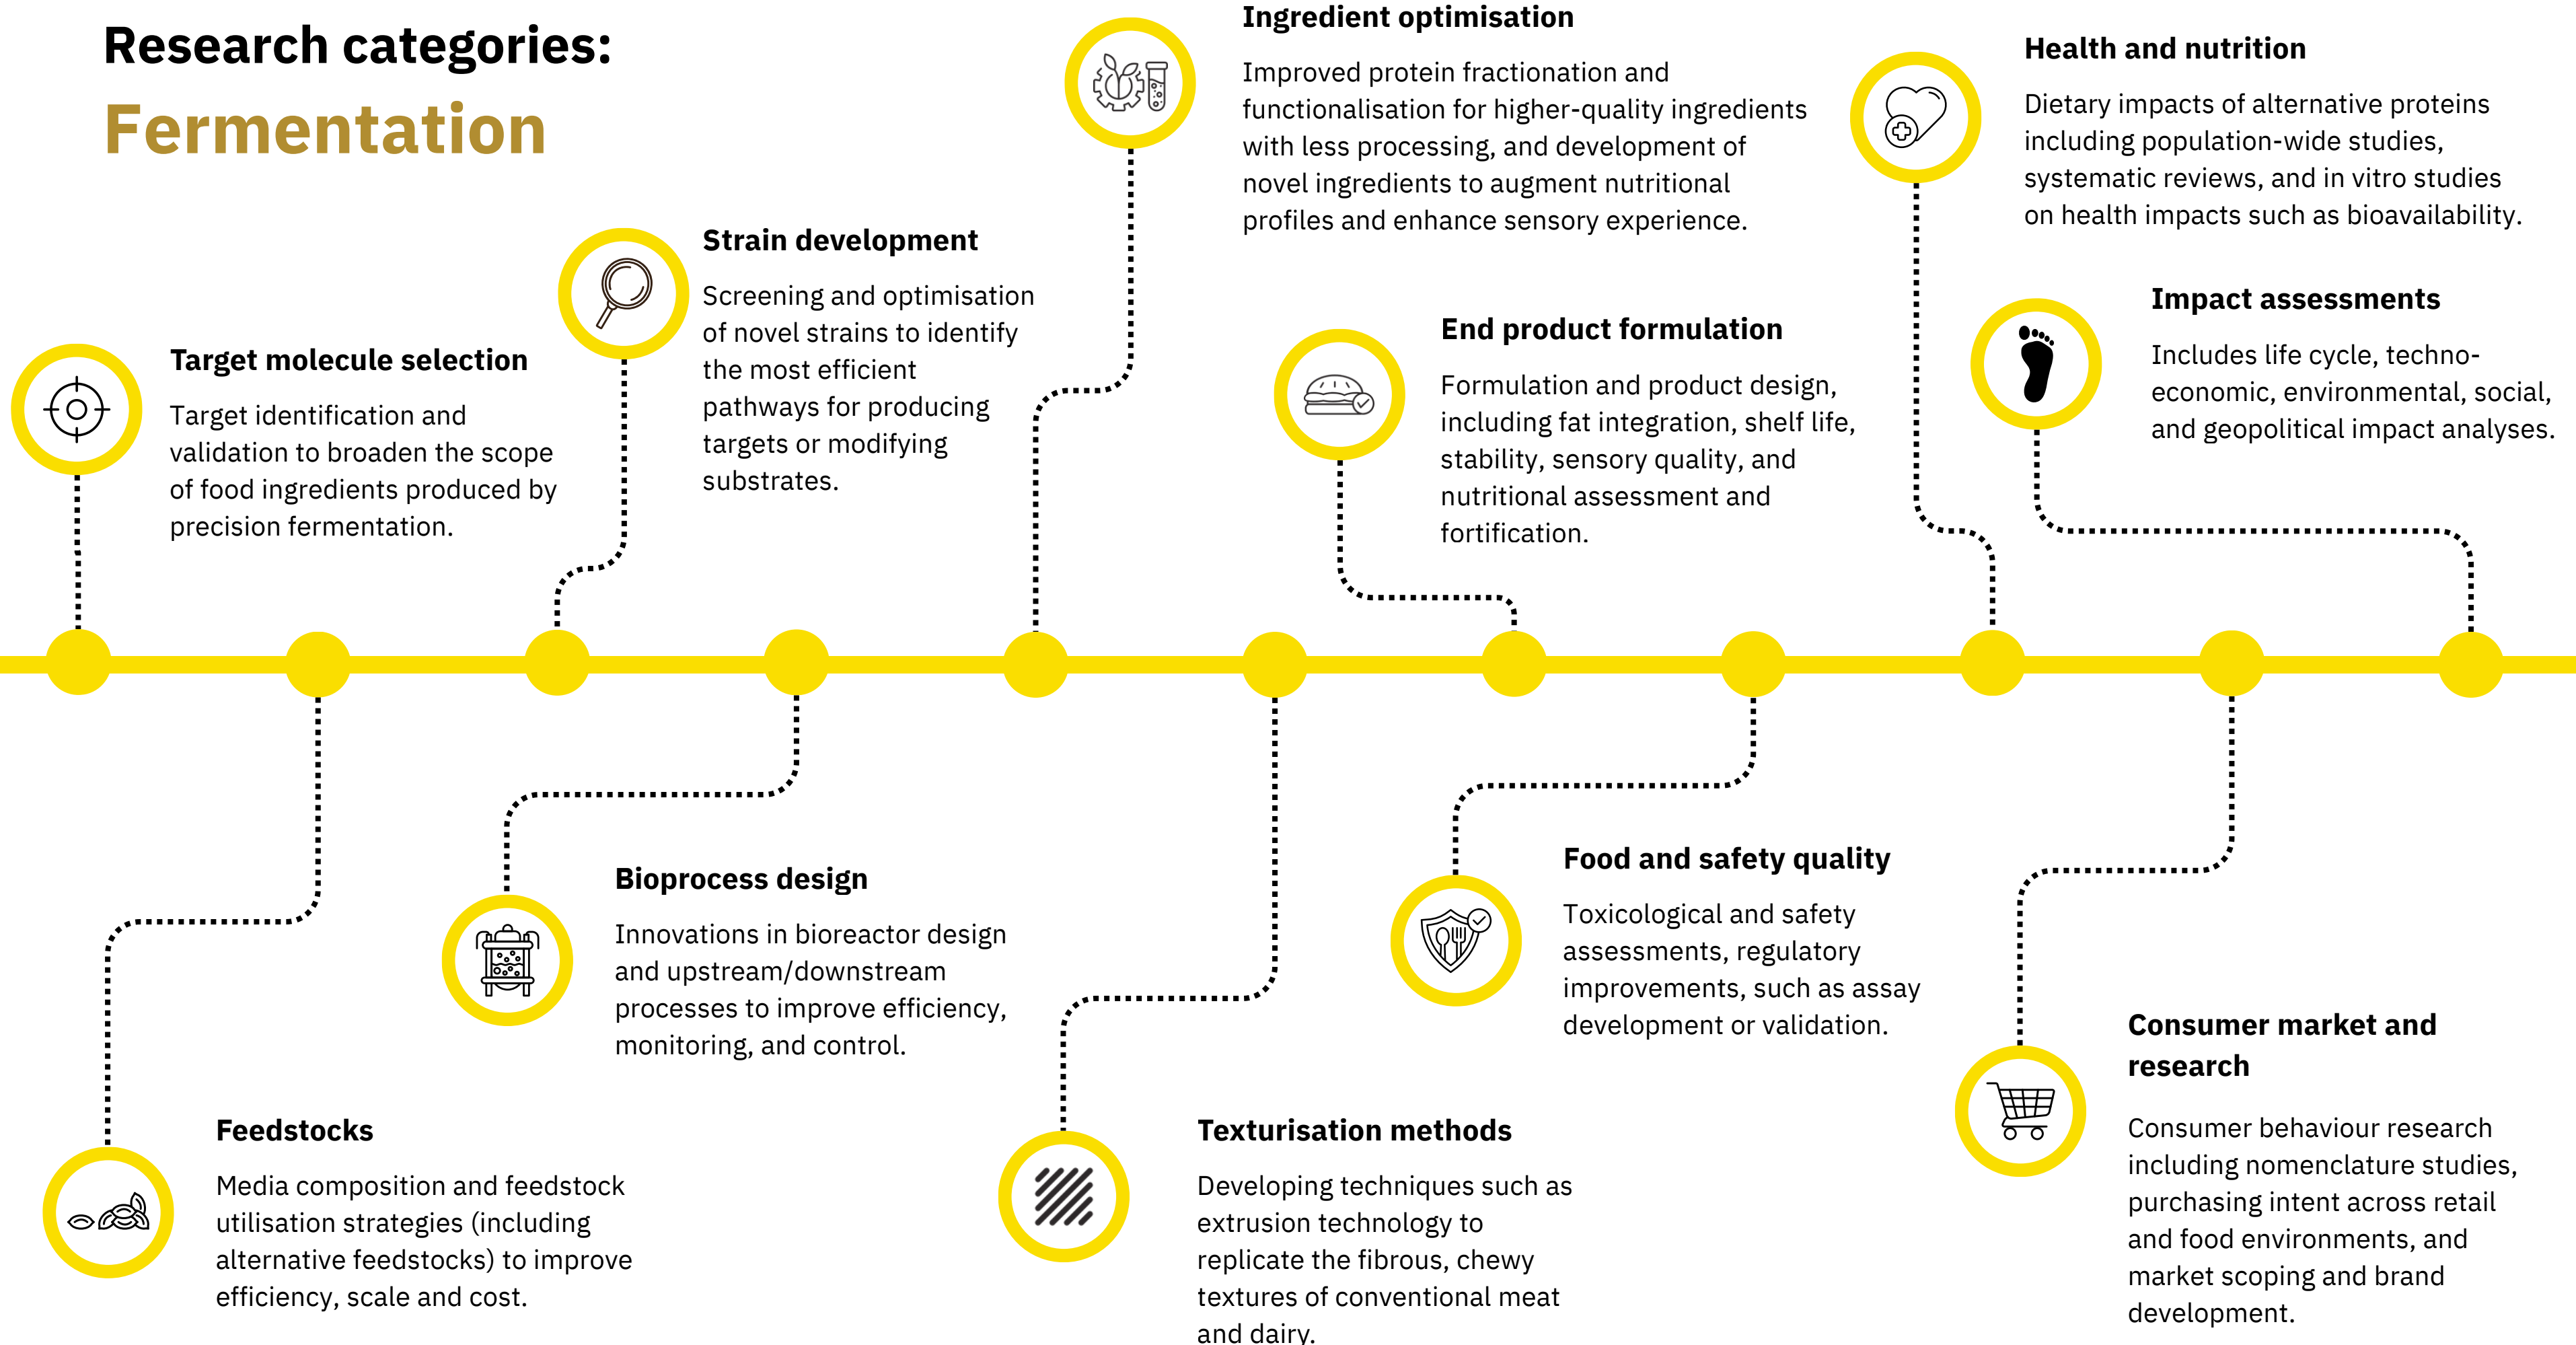 Research categories:
Fermentation
Target molecule selection
Target identification and
validation to broaden the scope
of food ingredients produced by
precision fermentation.
Feedstocks
Media composition and feedstock
utilisation strategies (including
alternative feedstocks) to improve
efficiency, scale and cost.
Strain development
Screening and optimisation
of novel strains to identify
the most efficient
pathways for producing
targets or modifying
substrates.
Bioprocess design
Innovations in bioreactor design
and upstream/downstream
processes to improve efficiency,
monitoring, and control.
Ingredient optimisation
Improved protein fractionation and
functionalisation for higher-quality ingredients
with less processing, and development of
novel ingredients to augment nutritional
profiles and enhance sensory experience.
Texturisation methods
Developing techniques such as
extrusion technology to
replicate the fibrous, chewy
textures of conventional meat
and dairy.
End product formulation
Formulation and product design,
including fat integration, shelf life,
stability, sensory quality, and
nutritional assessment and
fortification.
Food and safety quality
Toxicological and safety
assessments, regulatory
improvements, such as assay
development or validation.
Health and nutrition
Dietary impacts of alternative proteins
including population-wide studies,
systematic reviews, and in vitro studies
on health impacts such as bioavailability.
Consumer market and
research
Consumer behaviour research
including nomenclature studies,
purchasing intent across retail
and food environments, and
market scoping and brand
development.
Impact assessments
Includes life cycle, techno-
economic, environmental, social,
and geopolitical impact analyses.